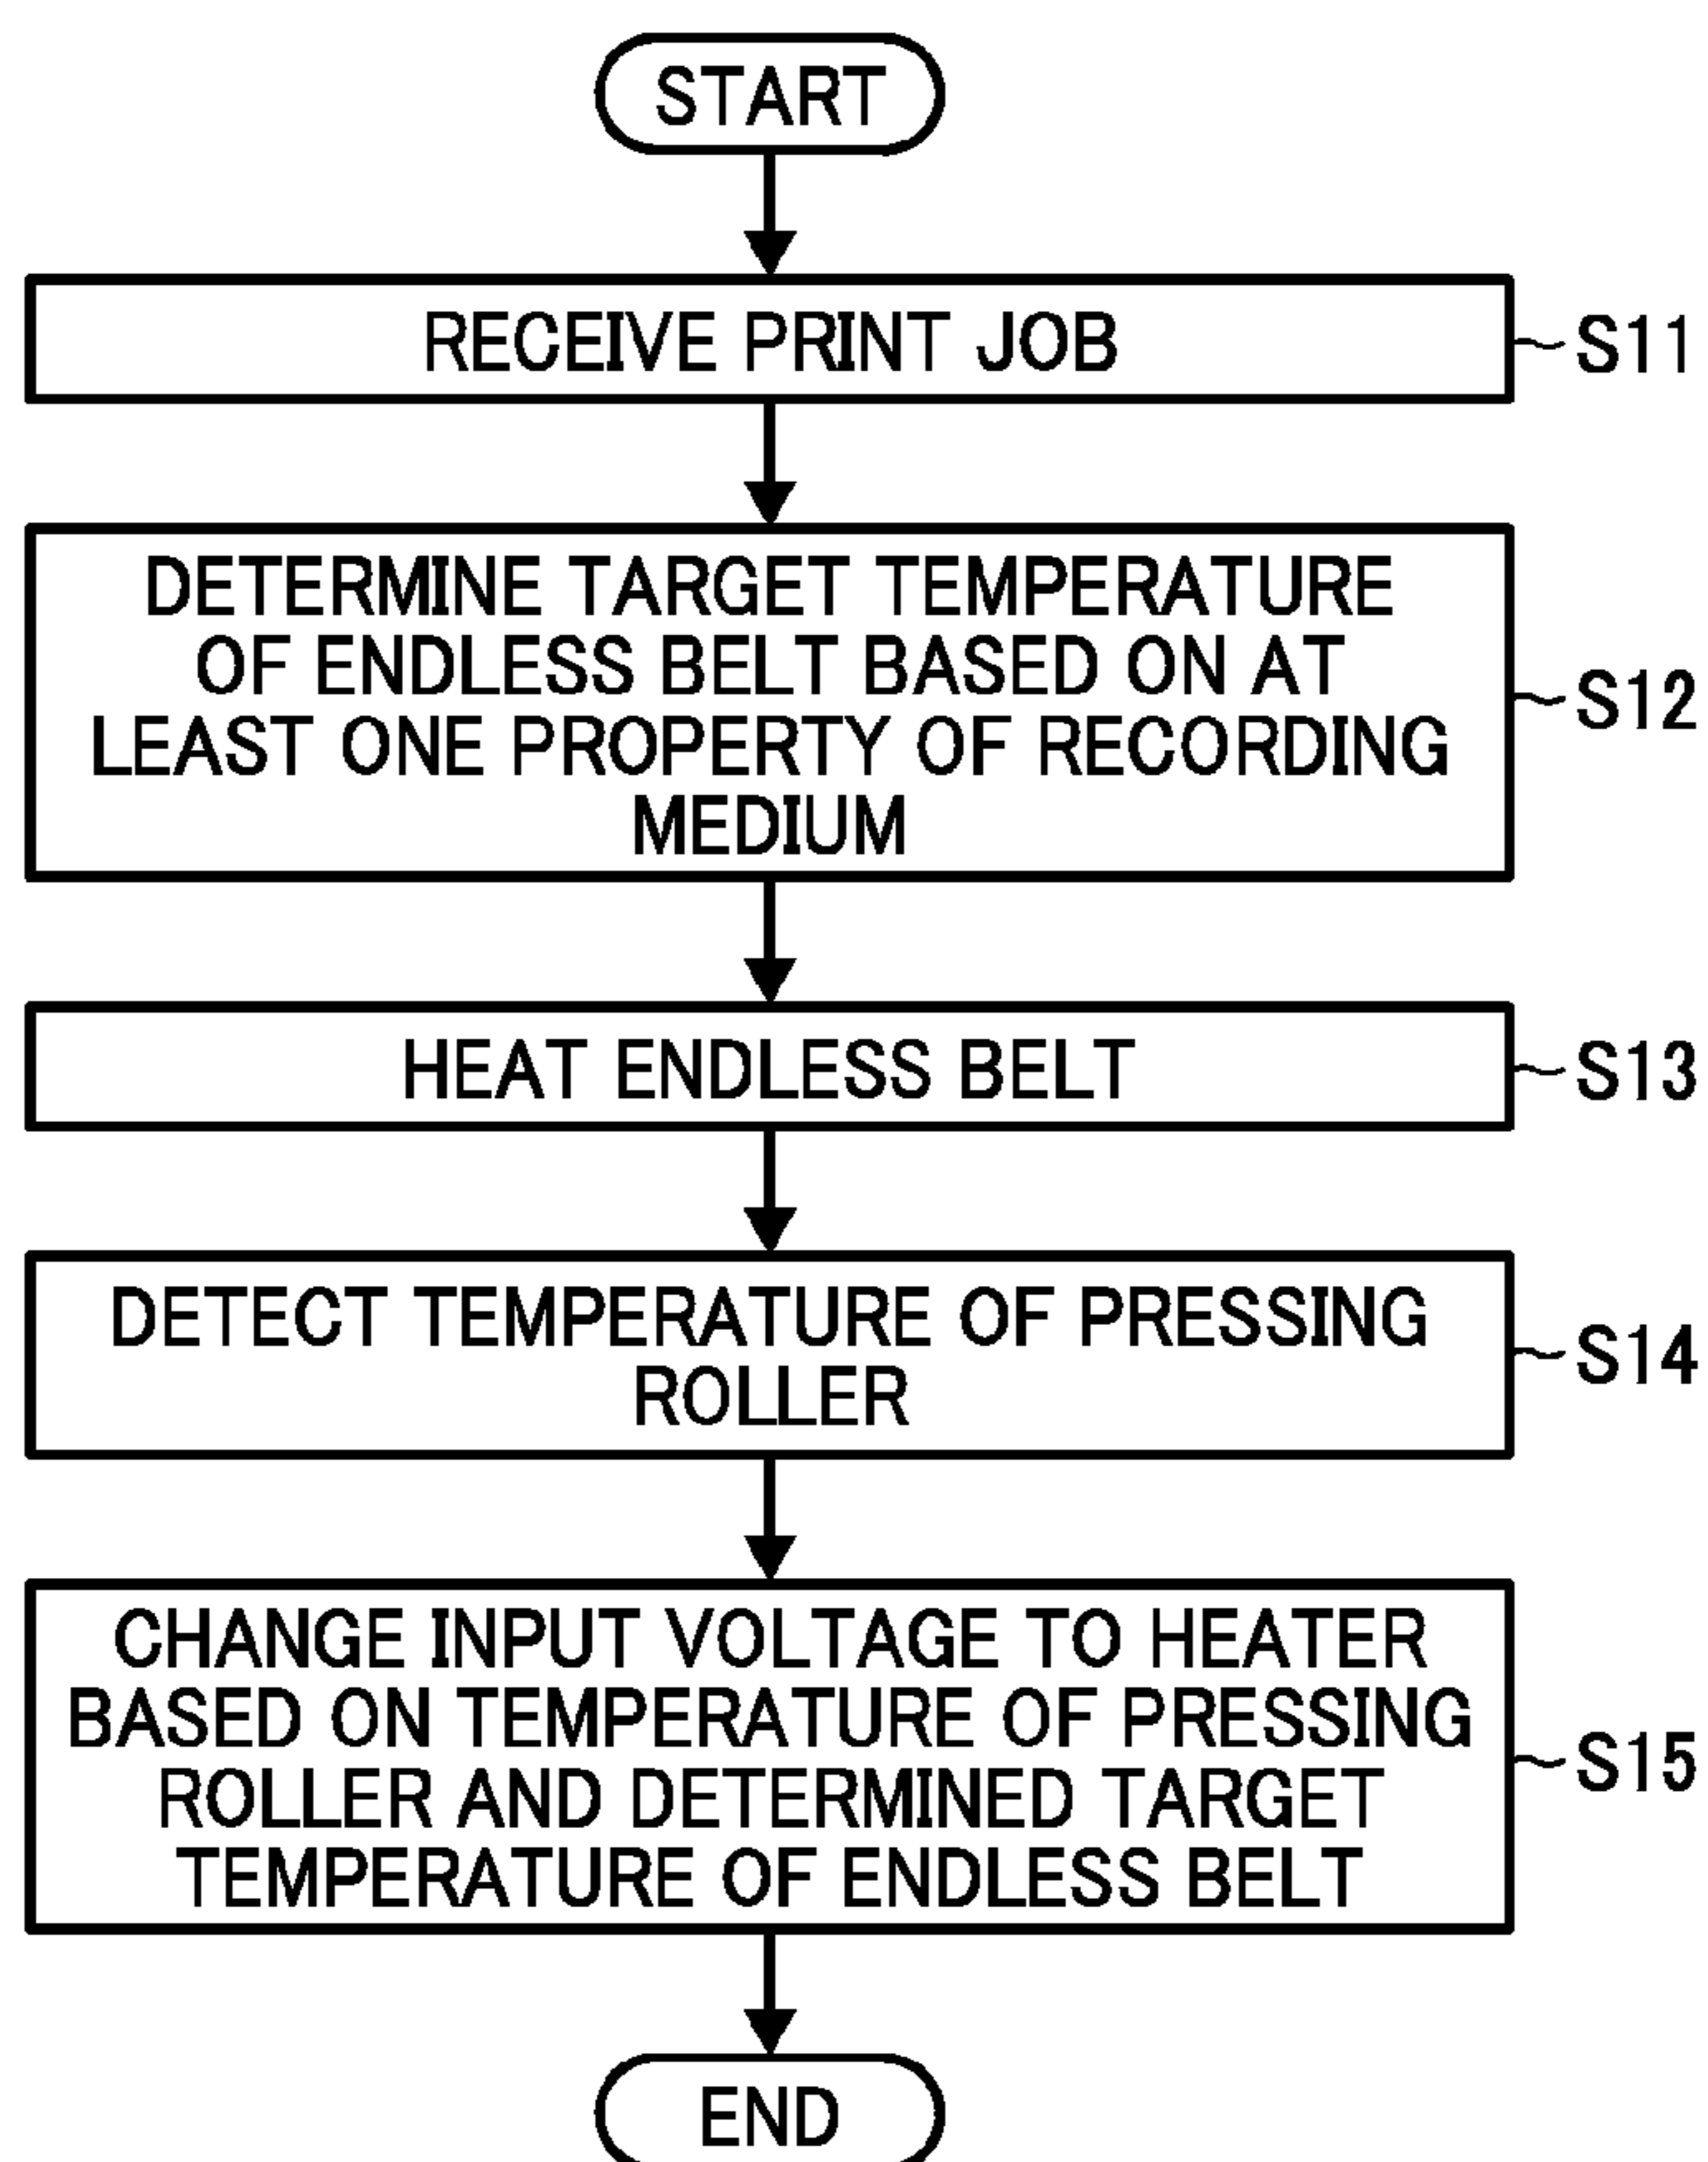 START
RECEIVE PRINT JOB
S11
DETERMINE TARGET TEMPERATURE
OF ENDLESS BELT BASED ON AT
LEAST ONE PROPERTY OF RECORDING
MEDIUM
S12
HEAT ENDLESS BELT
S13
DETECT TEMPERATURE OF PRESSING
ROLLER
S14
CHANGE INPUT VOLTAGE TO HEATER
BASED ON TEMPERATURE OF PRESSING
ROLLER AND DETERMINED TARGET
TEMPERATURE OF ENDLESS BELT
S15
END